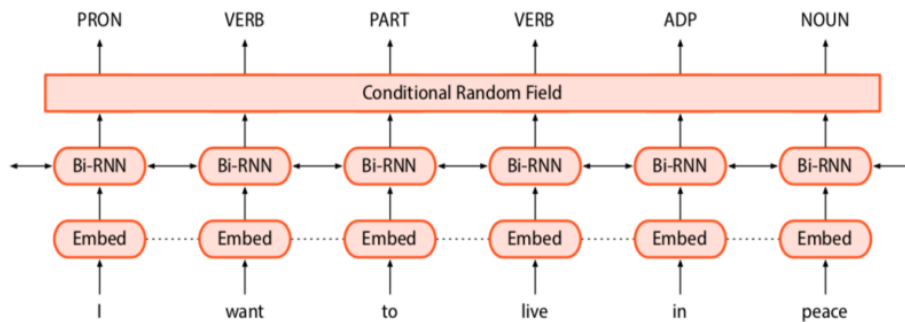 PRON VERB PART VERB ADP NOUN
Conditional Random Field
Bi-RNN Bi-RNN Bi-RNN Bi-RNN Bi-RNN Bi-RNN
Embed Embed Embed Embed Embed Embed
I want to live in peace